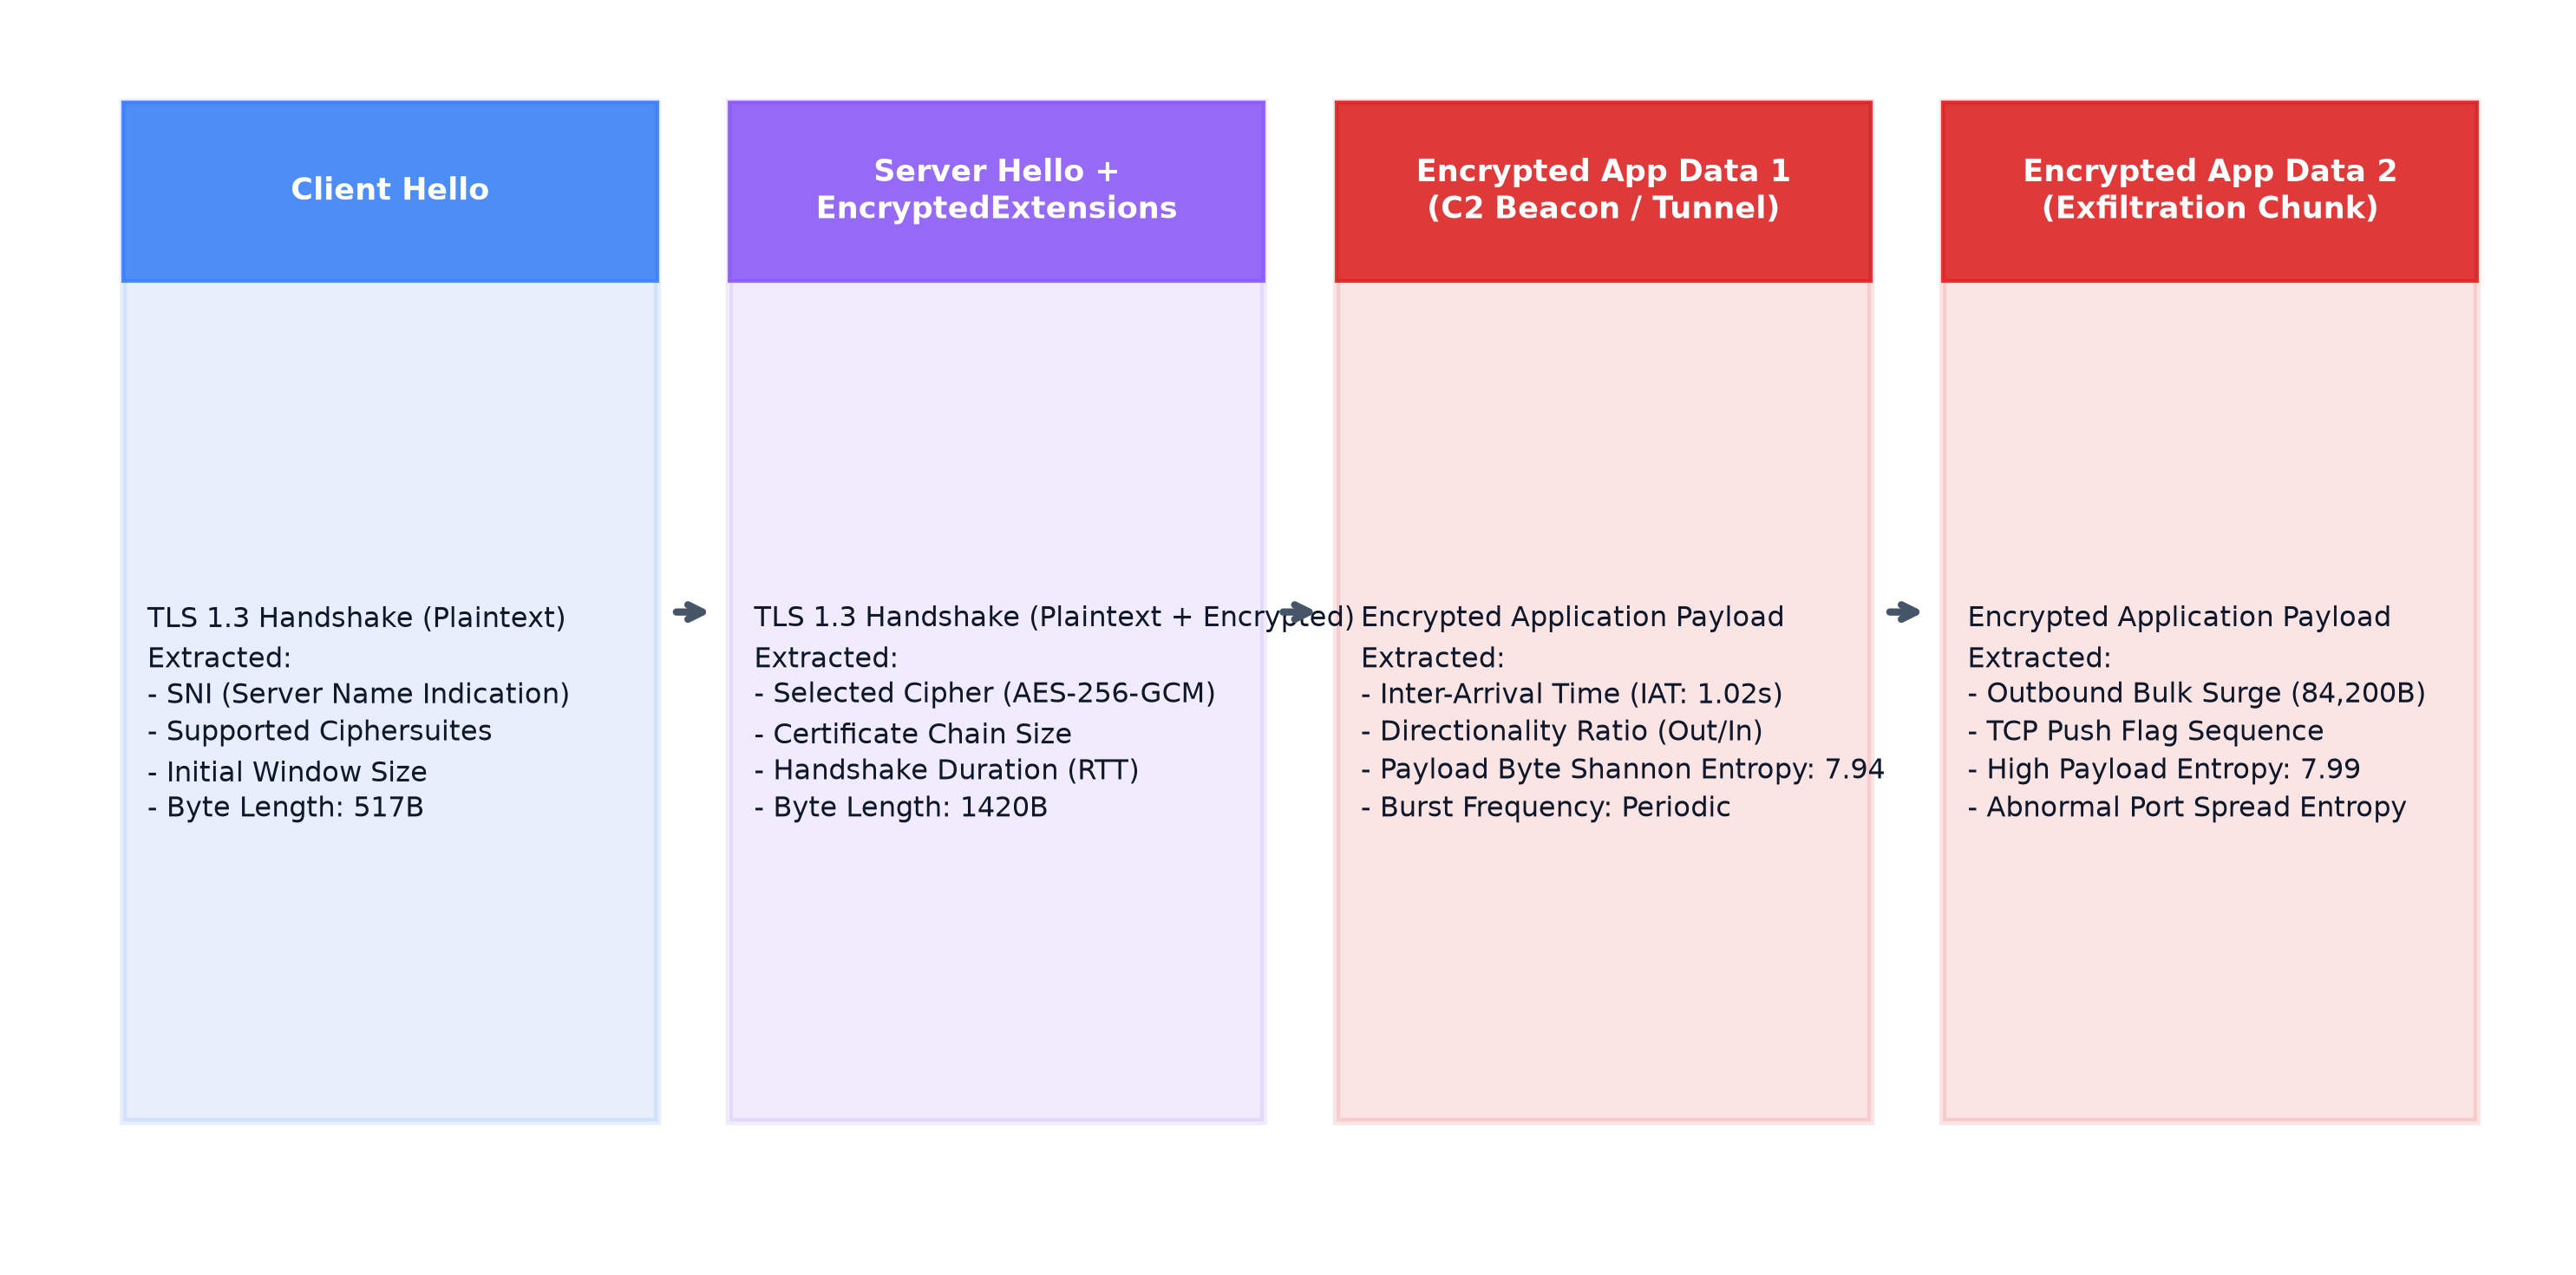 Client Hello
TLS 1.3 Handshake (Plaintext)
Extracted:
- SNI (Server Name Indication)
- Supported Ciphersuites
- Initial Window Size
- Byte Length: 517B
Server Hello +
EncryptedExtensions
TLS 1.3 Handshake (Plaintext + Encrypted)
Extracted:
- Selected Cipher (AES-256-GCM)
- Certificate Chain Size
- Handshake Duration (RTT)
- Byte Length: 1420B
Encrypted App Data 1
(C2 Beacon / Tunnel)
Encrypted Application Payload
Extracted:
- Inter-Arrival Time (IAT: 1.02s)
- Directionality Ratio (Out/In)
- Payload Byte Shannon Entropy: 7.94
- Burst Frequency: Periodic
Encrypted App Data 2
(Exfiltration Chunk)
Encrypted Application Payload
Extracted:
- Outbound Bulk Surge (84,200B)
- TCP Push Flag Sequence
- High Payload Entropy: 7.99
- Abnormal Port Spread Entropy